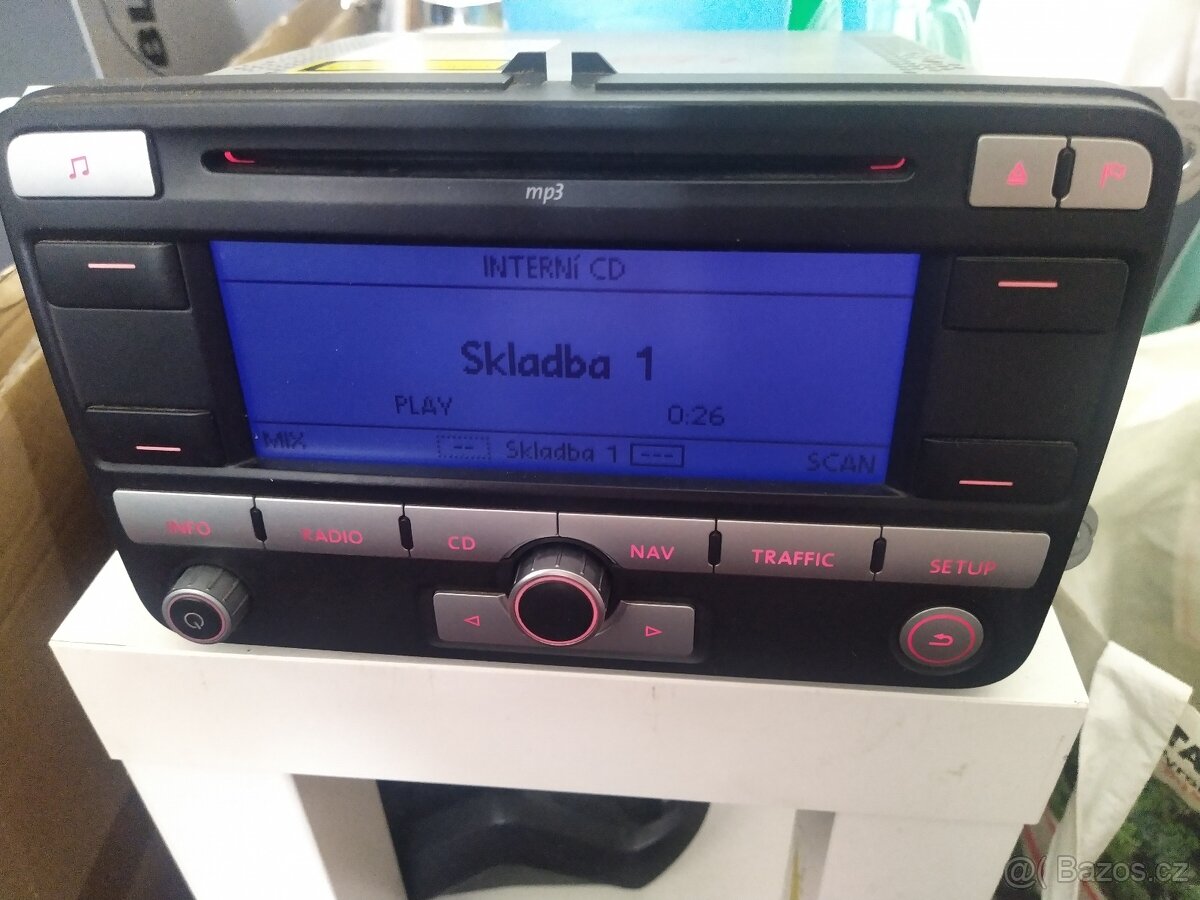 mp3
INTERNí CD
Skladba 1
PLAY 0:26
MIX -- Skladba 1 --- SCAN
INFO RADIO CD NAV TRAFFIC SETUP
@( Bazos.cz